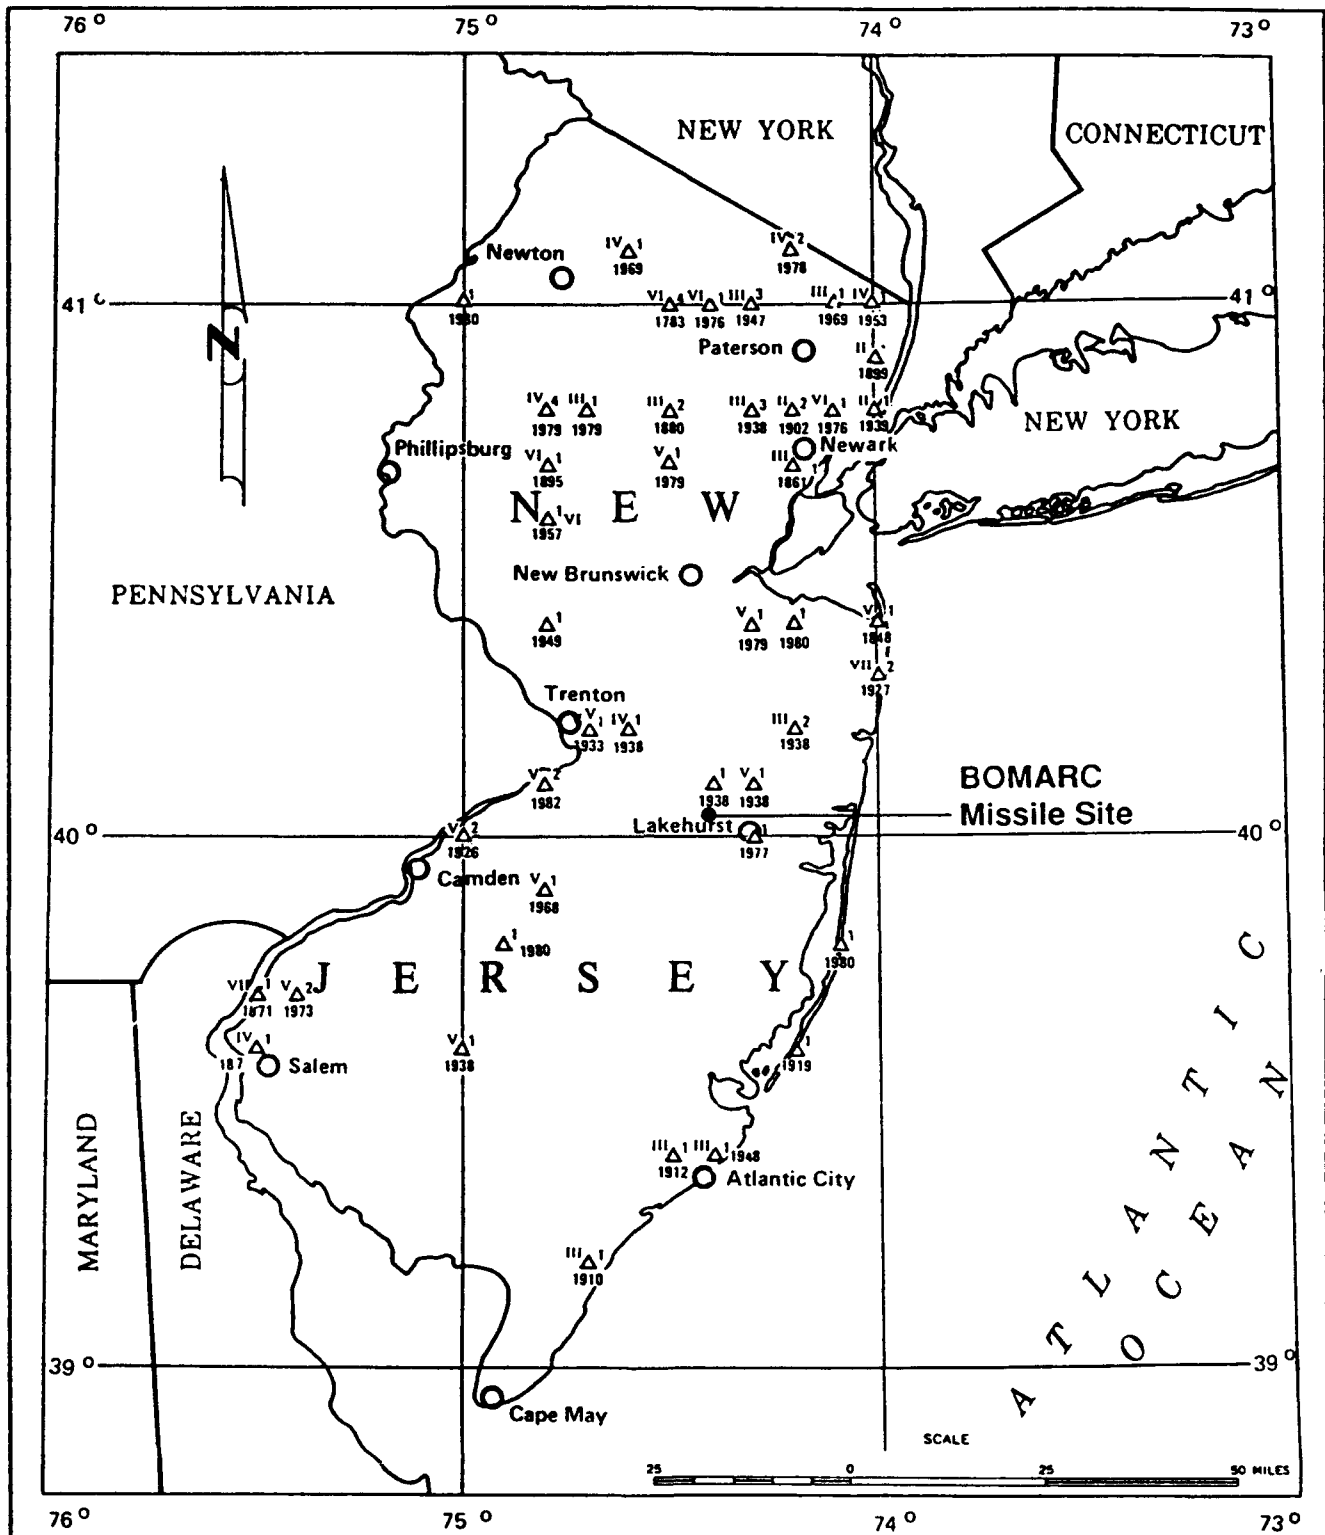 76° 75° 74° 73°
NEW YORK
CONNECTICUT
IV 1
1969
IV 2
1978
Newton
N
41° 41°
1
1980
VI 4
1783
VI 1
1976
III 3
1947
III 1
1969
IV 1
1953
Paterson
II
1899
IV 4
1979
III 1
1979
III 2
1880
III 3
1938
II 2
1902
VI 1
1976
II 1
1939
NEW YORK
Phillipsburg
Newark
VI 1
1895
V 1
1979
III 1
1861
NEW
1 VI
1957
New Brunswick
PENNSYLVANIA
1
1949
V 1
1979
1
1980
1
1848
VII 2
1927
Trenton
V 1
1933
IV 1
1938
III 2
1938
2
1982
1
1938
V 1
1938
BOMARC
Missile Site
Lakehurst
40° 40°
2
1926
1
1977
Camden
V 1
1968
1
1980
1
1980
JERSEY
1
1871
V 2
1973
IV 1
187
Salem
V 1
1938
1
1919
MARYLAND
DELAWARE
III 1
1912
III 1
1948
Atlantic City
III 1
1910
ATLANTIC
OCEAN
39° 39°
Cape May
SCALE
25 0 25 50 MILES
76° 75° 74° 73°